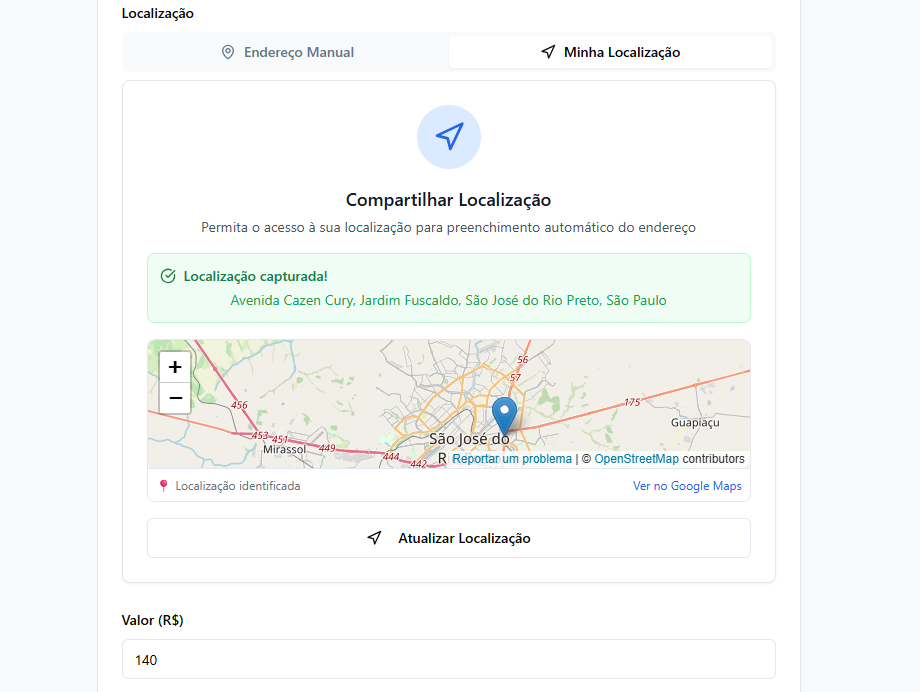 Localização
Endereço Manual
Minha Localização
Compartilhar Localização
Permita o acesso à sua localização para preenchimento automático do endereço
Localização capturada!
Avenida Cazen Cury, Jardim Fuscaldo, São José do Rio Preto, São Paulo
+
−
56
57
456
175
Guapiaçu
453
451
449
Mirassol
444
442
São José do
R
Reportar um problema | © OpenStreetMap contributors
Localização identificada
Ver no Google Maps
Atualizar Localização
Valor (R$)
140